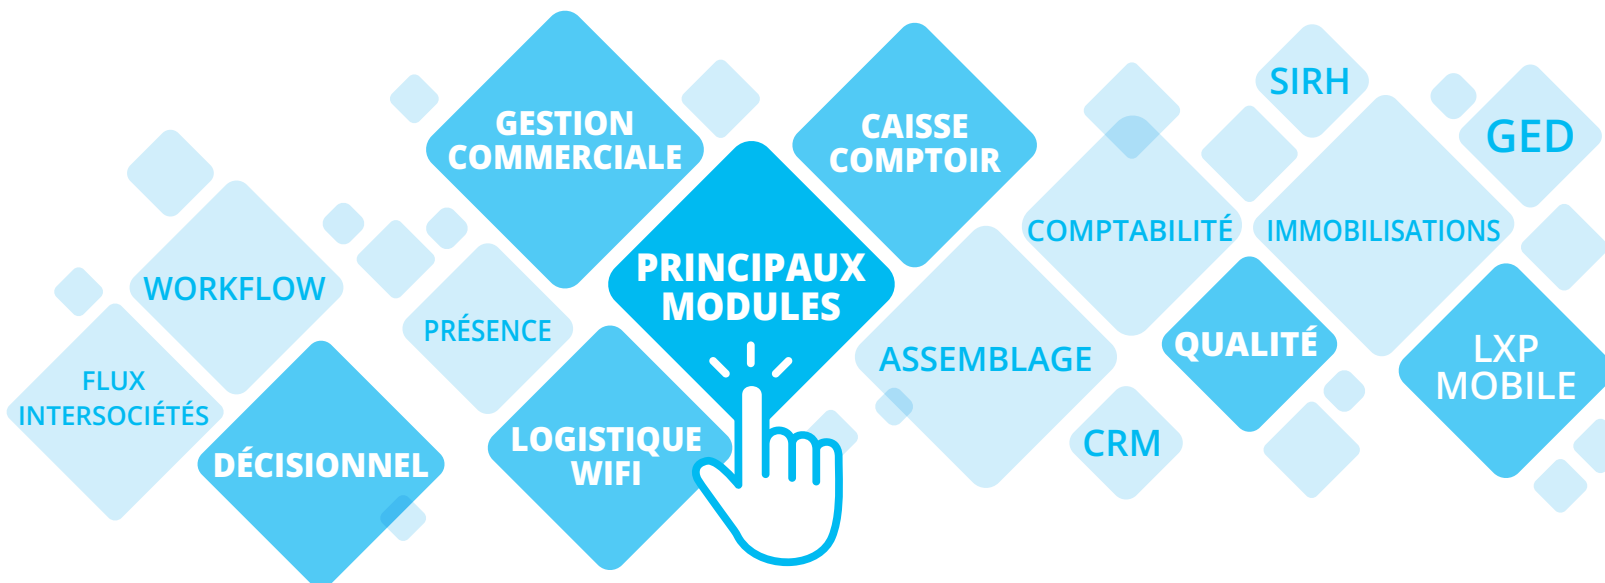 GESTION
COMMERCIALE
CAISSE
COMPTOIR
SIRH
GED
PRINCIPAUX
MODULES
COMPTABILITÉ
IMMOBILISATIONS
WORKFLOW
PRÉSENCE
ASSEMBLAGE
QUALITÉ
LXP
MOBILE
FLUX
INTERSOCIÉTÉS
DÉCISIONNEL
LOGISTIQUE
WIFI
CRM